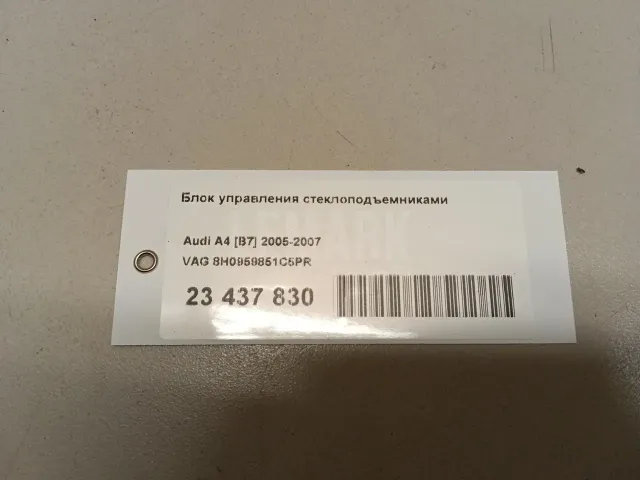 Блок управления стеклоподъемниками
Audi A4 [B7] 2005-2007
VAG 8H0959851C5PR
23 437 830